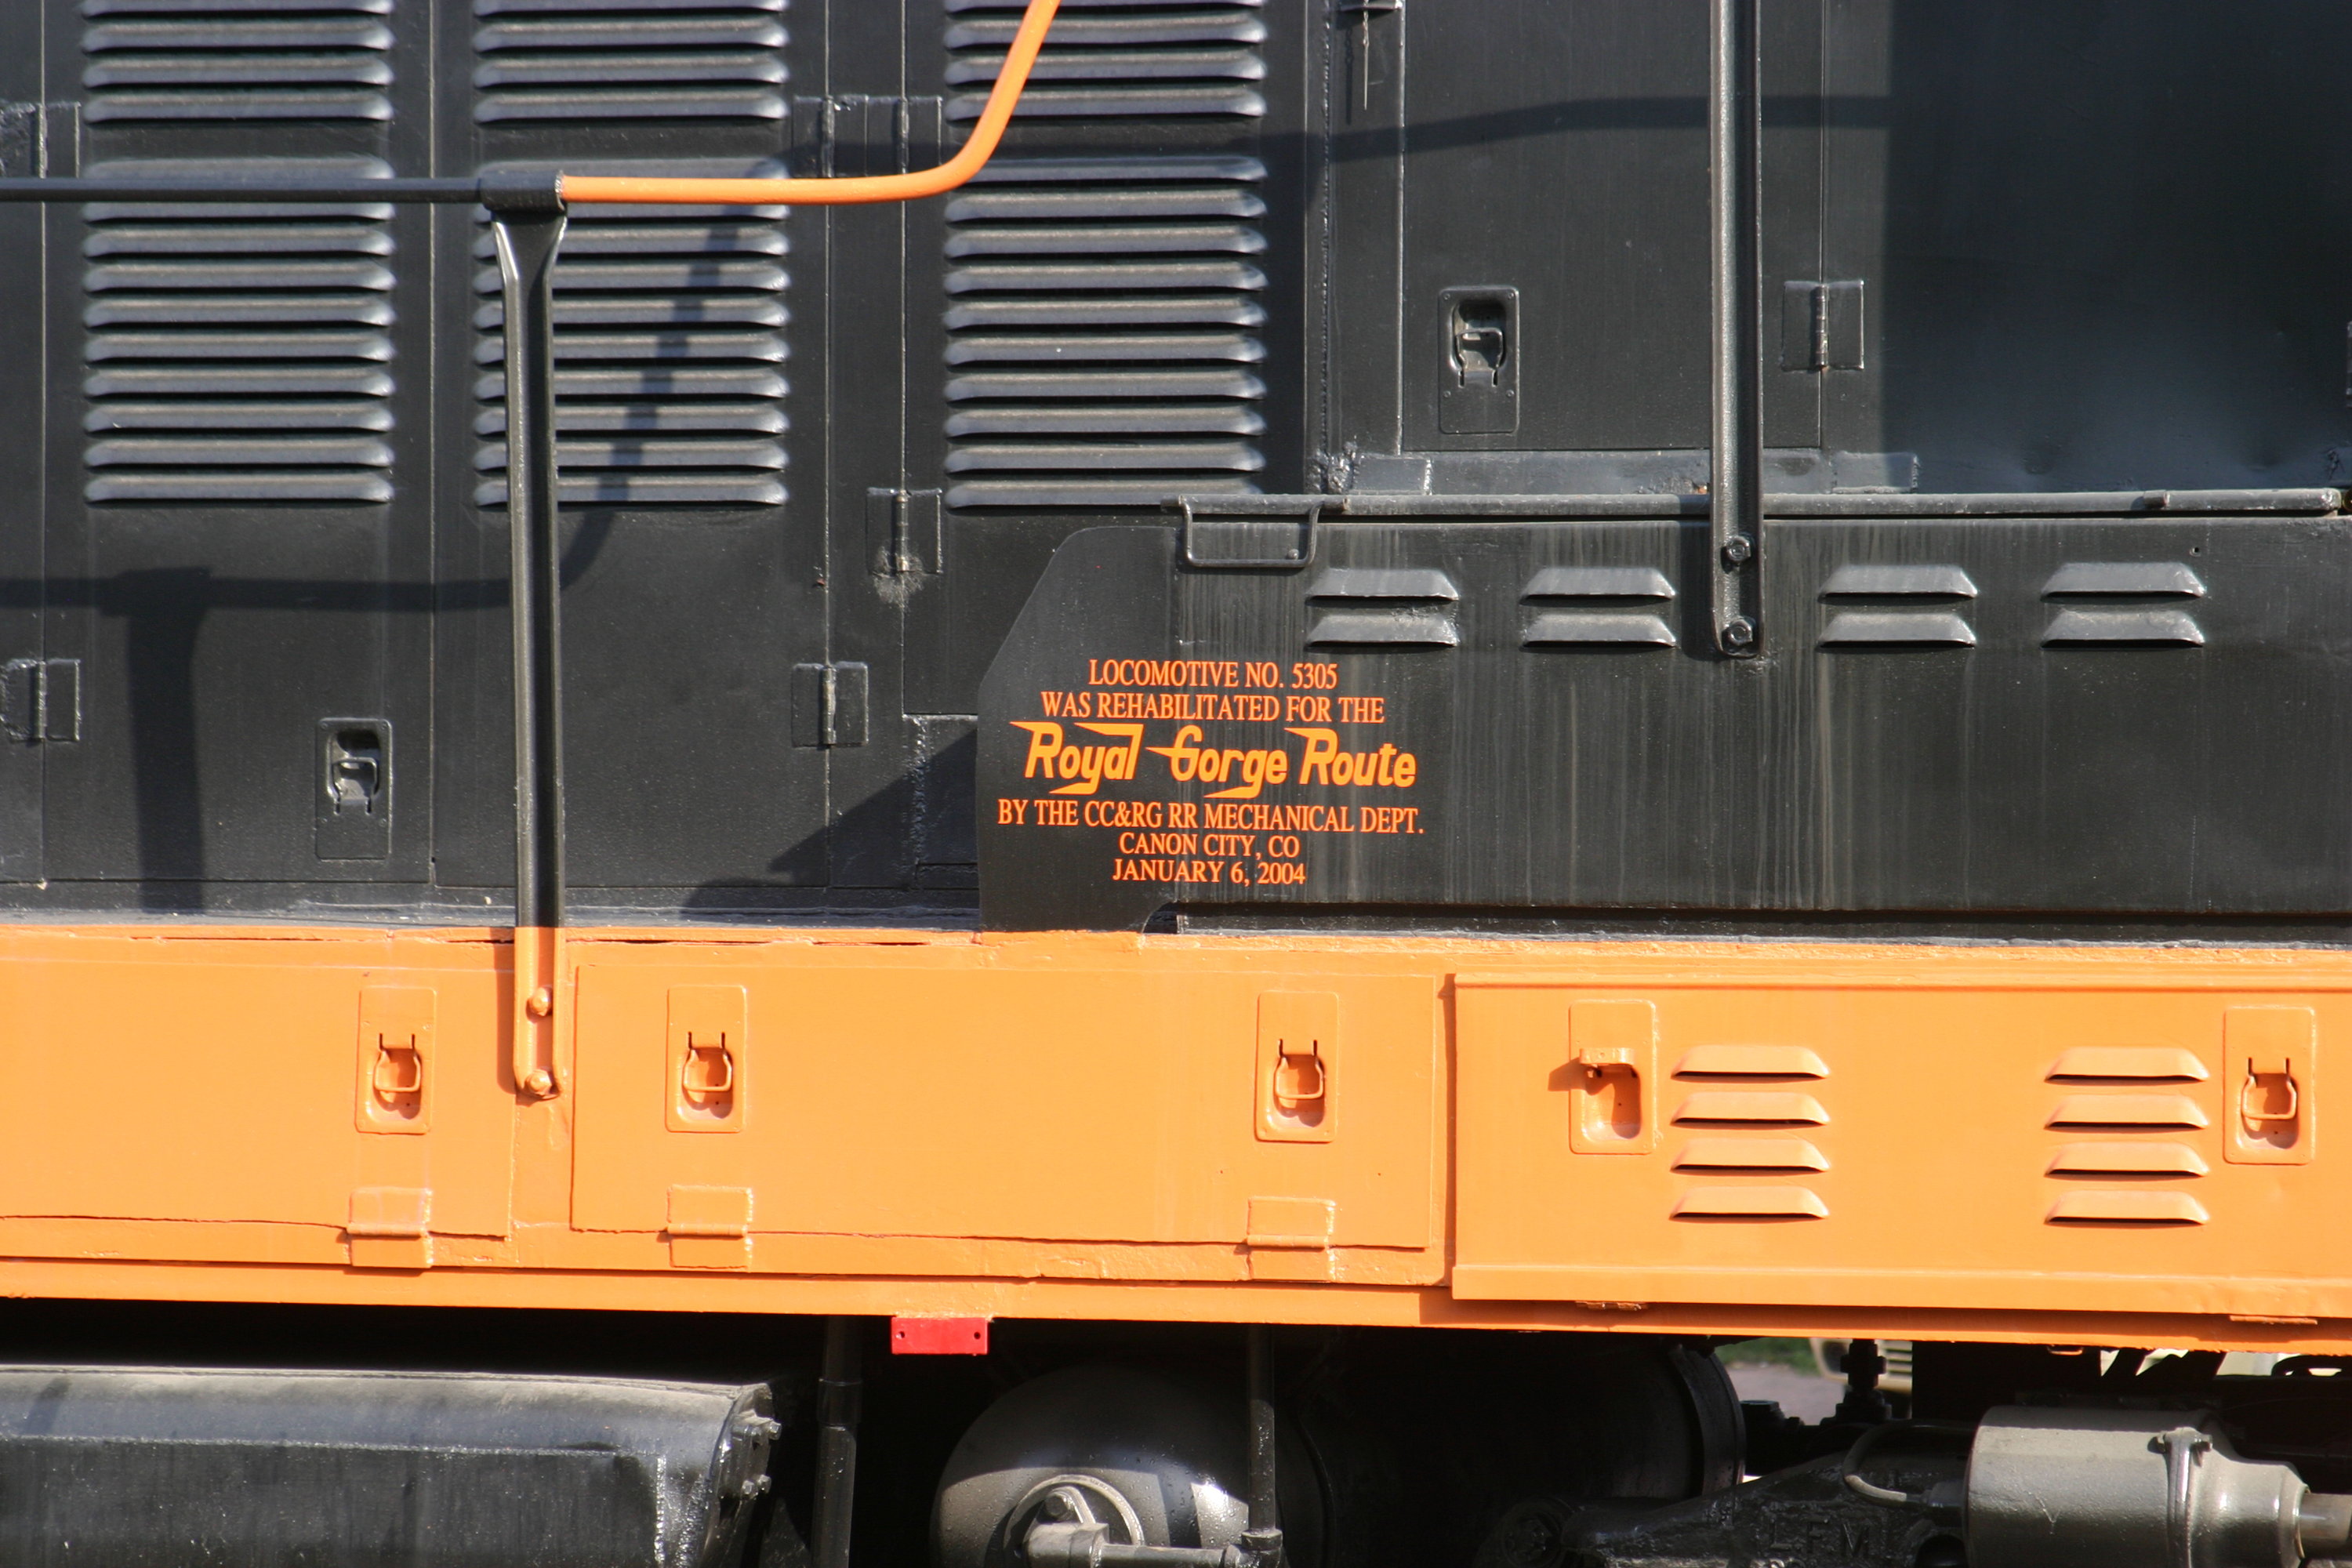 LOCOMOTIVE NO. 5305
WAS REHABILITATED FOR THE
Royal Gorge Route
BY THE CC&RG RR MECHANICAL DEPT.
CANON CITY, CO
JANUARY 6, 2004
LFM